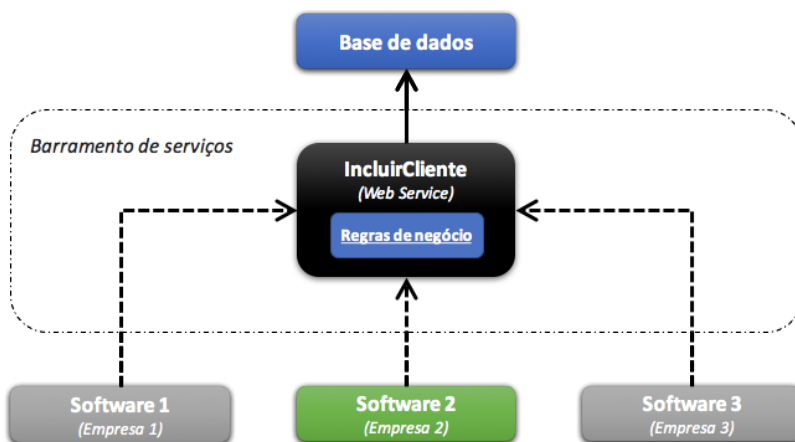 Base de dados
Barramento de serviços
IncluirCliente
(Web Service)
Regras de negócio
Software 1
(Empresa 1)
Software 2
(Empresa 2)
Software 3
(Empresa 3)